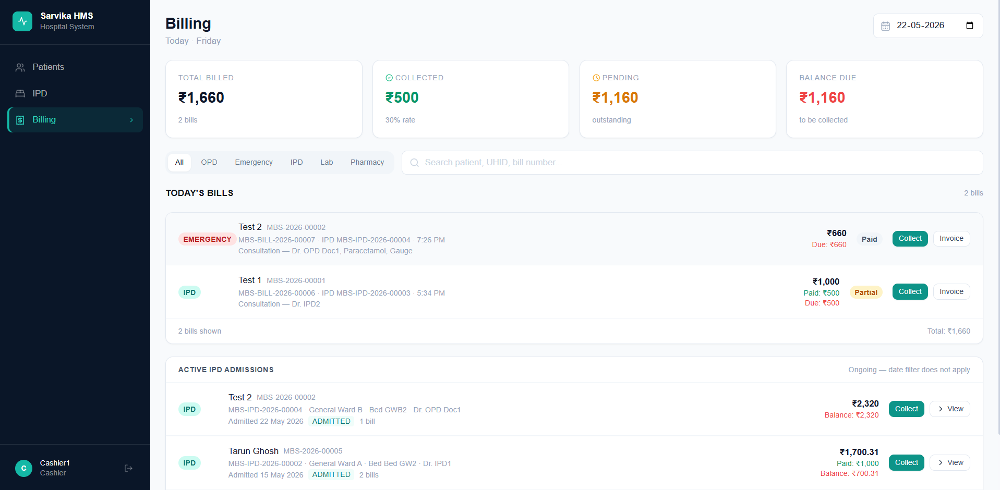 Sarvika HMS
Hospital System
Patients
IPD
Billing
Cashier1
Cashier
C
Billing
Today · Friday
22-05-2026
TOTAL BILLED
₹1,660
2 bills
COLLECTED
₹500
30% rate
PENDING
₹1,160
outstanding
BALANCE DUE
₹1,160
to be collected
All OPD Emergency IPD Lab Pharmacy
Search patient, UHID, bill number...
TODAY'S BILLS
2 bills
EMERGENCY
Test 2 MBS-2026-00002
MBS-BILL-2026-00007 · IPD MBS-IPD-2026-00004 · 7:26 PM
Consultation — Dr. OPD Doc1, Paracetamol, Gauge
₹660
Due: ₹660
Paid
Collect
Invoice
IPD
Test 1 MBS-2026-00001
MBS-BILL-2026-00006 · IPD MBS-IPD-2026-00003 · 5:34 PM
Consultation — Dr. IPD2
₹1,000
Paid: ₹500
Due: ₹500
Partial
Collect
Invoice
2 bills shown
Total: ₹1,660
ACTIVE IPD ADMISSIONS
Ongoing — date filter does not apply
IPD
Test 2 MBS-2026-00002
MBS-IPD-2026-00004 · General Ward B · Bed GWB2 · Dr. OPD Doc1
Admitted 22 May 2026 ADMITTED 1 bill
₹2,320
Balance: ₹2,320
Collect
View
IPD
Tarun Ghosh MBS-2026-00005
MBS-IPD-2026-00002 · General Ward A · Bed Bed GW2 · Dr. IPD1
Admitted 15 May 2026 ADMITTED 2 bills
₹1,700.31
Paid: ₹1,000
Balance: ₹700.31
Collect
View